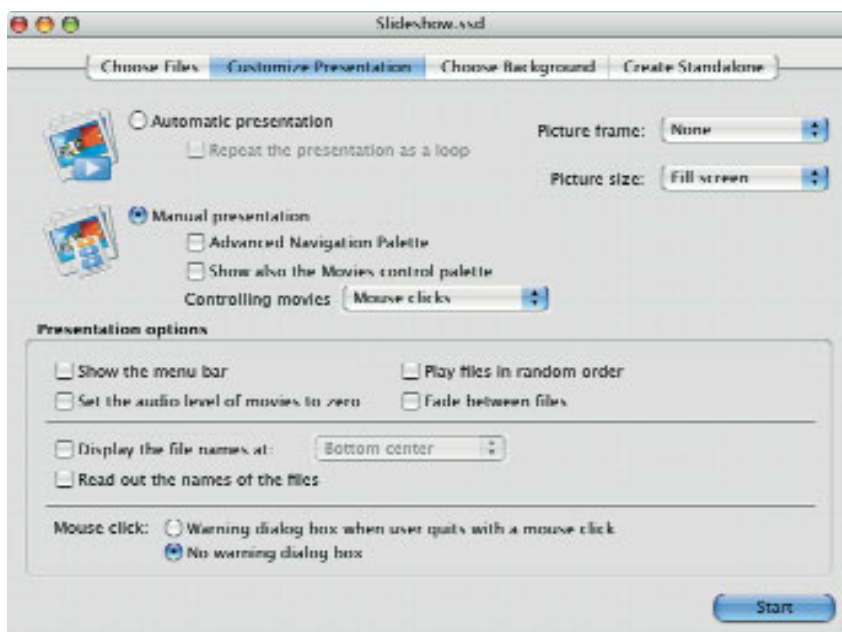 Slideshow.ssd
Choose Files Customize Presentation Choose Background Create Standalone
Automatic presentation
Repeat the presentation as a loop
Picture frame: None
Picture size: Fill screen
Manual presentation
Advanced Navigation Palette
Show also the Movies control palette
Controlling movies Mouse clicks
Presentation options
Show the menu bar Play files in random order
Set the audio level of movies to zero Fade between files
Display the file names at: Bottom center
Read out the names of the files
Mouse click: Warning dialog box when user quits with a mouse click
No warning dialog box
Start